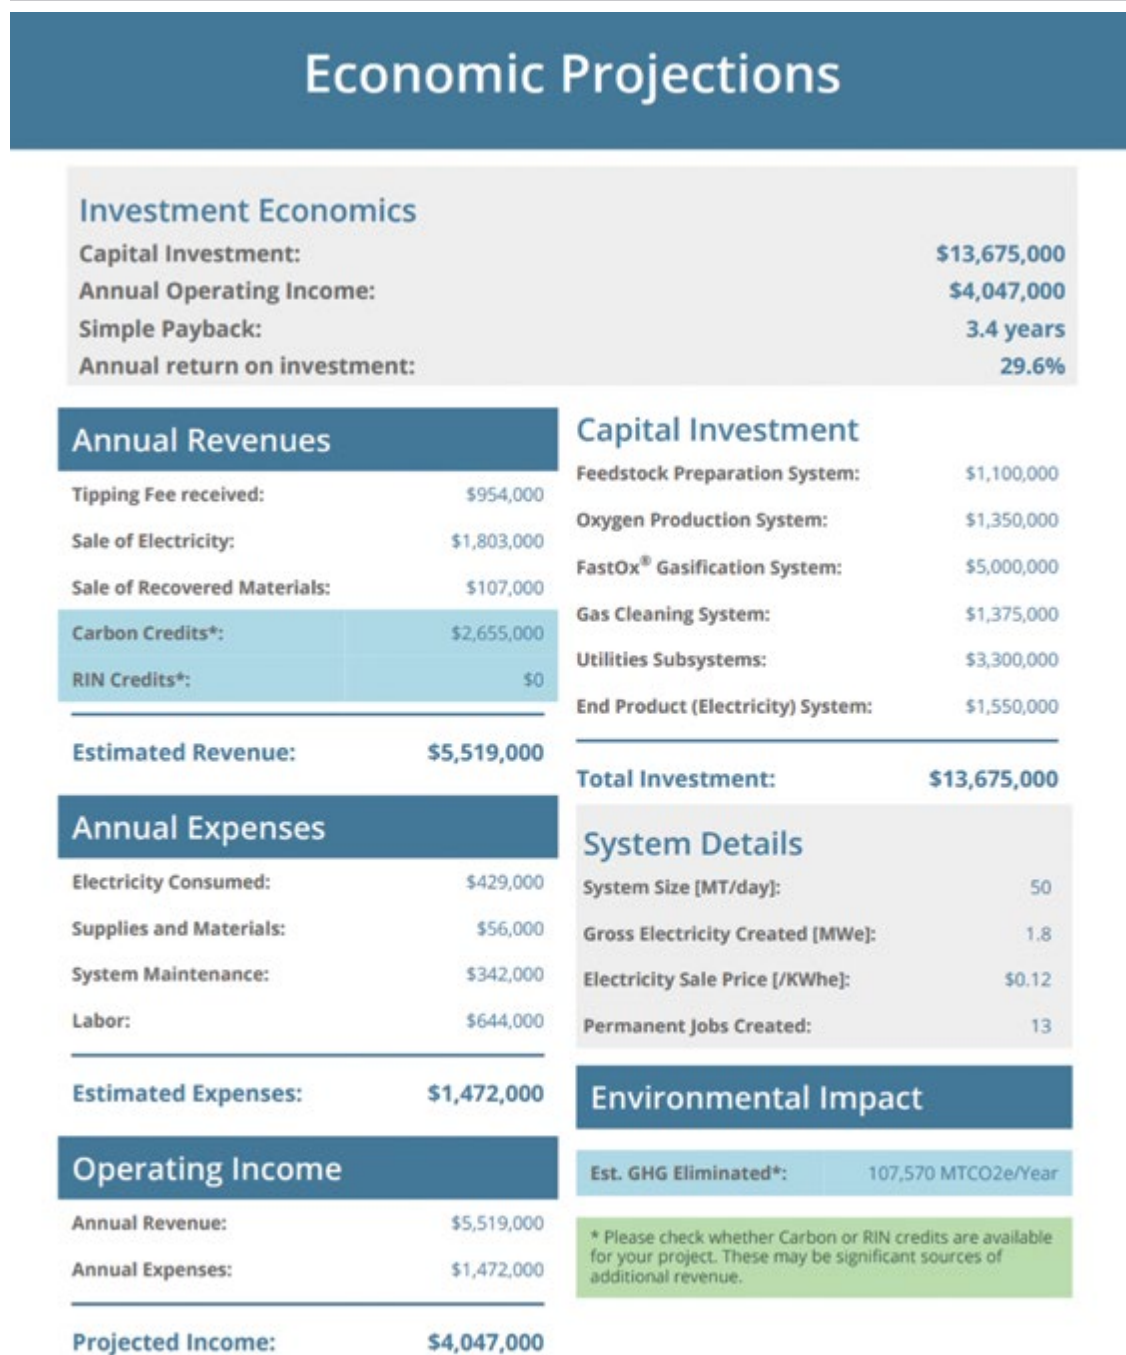 Economic Projections
Investment Economics
Capital Investment: $13,675,000
Annual Operating Income: $4,047,000
Simple Payback: 3.4 years
Annual return on investment: 29.6%
Annual Revenues
Tipping Fee received: $954,000
Sale of Electricity: $1,803,000
Sale of Recovered Materials: $107,000
Carbon Credits*: $2,655,000
RIN Credits*: $0
Estimated Revenue: $5,519,000
Annual Expenses
Electricity Consumed: $429,000
Supplies and Materials: $56,000
System Maintenance: $342,000
Labor: $644,000
Estimated Expenses: $1,472,000
Operating Income
Annual Revenue: $5,519,000
Annual Expenses: $1,472,000
Projected Income: $4,047,000
Capital Investment
Feedstock Preparation System: $1,100,000
Oxygen Production System: $1,350,000
FastOx® Gasification System: $5,000,000
Gas Cleaning System: $1,375,000
Utilities Subsystems: $3,300,000
End Product (Electricity) System: $1,550,000
Total Investment: $13,675,000
System Details
System Size [MT/day]: 50
Gross Electricity Created [MWe]: 1.8
Electricity Sale Price [/KWhe]: $0.12
Permanent Jobs Created: 13
Environmental Impact
Est. GHG Eliminated*: 107,570 MTCO2e/Year
* Please check whether Carbon or RIN credits are available
for your project. These may be significant sources of
additional revenue.